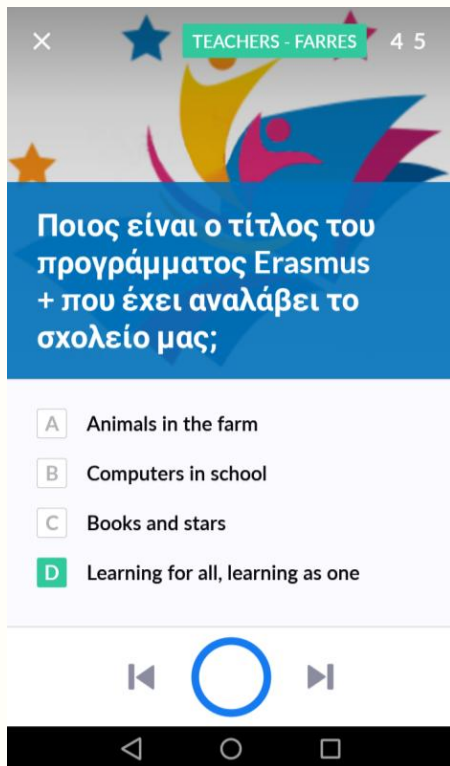 TEACHERS - FARRES 4 5
Ποιος είναι ο τίτλος του
προγράμματος Erasmus
+ που έχει αναλάβει το
σχολείο μας;
A Animals in the farm
B Computers in school
C Books and stars
D Learning for all, learning as one